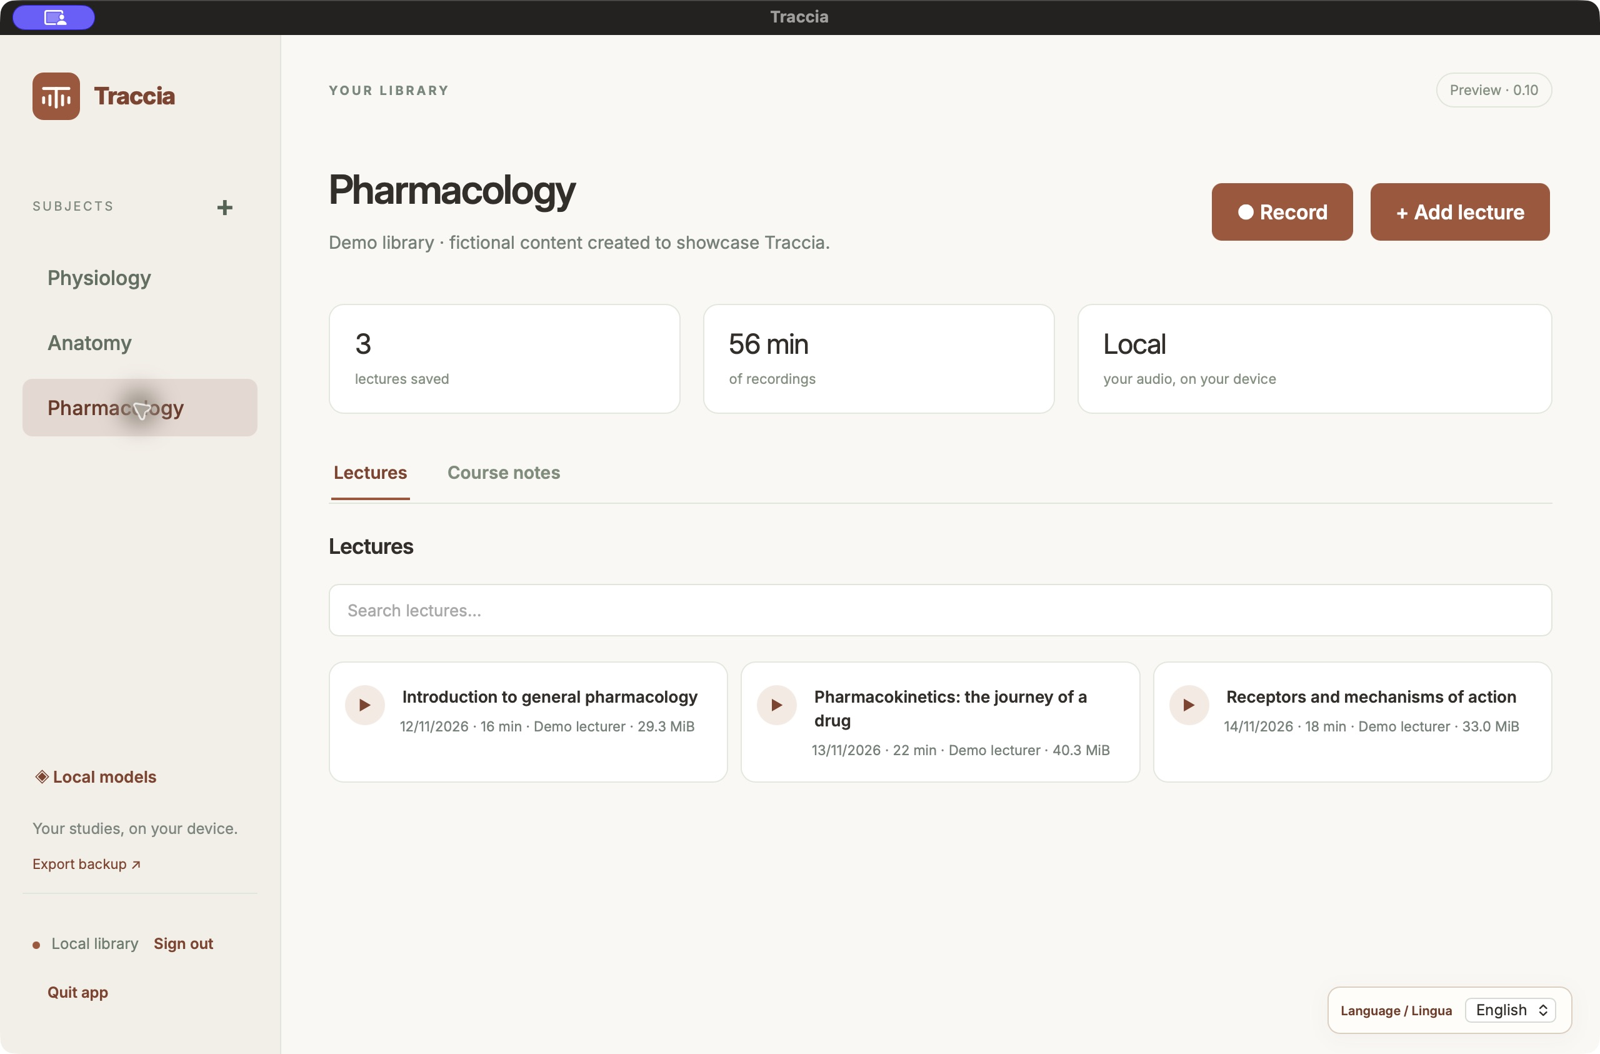 Traccia
Traccia
SUBJECTS
+
Physiology
Anatomy
Pharmacology
Local models
Your studies, on your device.
Export backup ↗
Local library Sign out
Quit app
YOUR LIBRARY
Preview · 0.10
Pharmacology
Demo library · fictional content created to showcase Traccia.
Record
+ Add lecture
3
lectures saved
56 min
of recordings
Local
your audio, on your device
Lectures
Course notes
Lectures
Search lectures...
Introduction to general pharmacology
12/11/2026 · 16 min · Demo lecturer · 29.3 MiB
Pharmacokinetics: the journey of a
drug
13/11/2026 · 22 min · Demo lecturer · 40.3 MiB
Receptors and mechanisms of action
14/11/2026 · 18 min · Demo lecturer · 33.0 MiB
Language / Lingua English